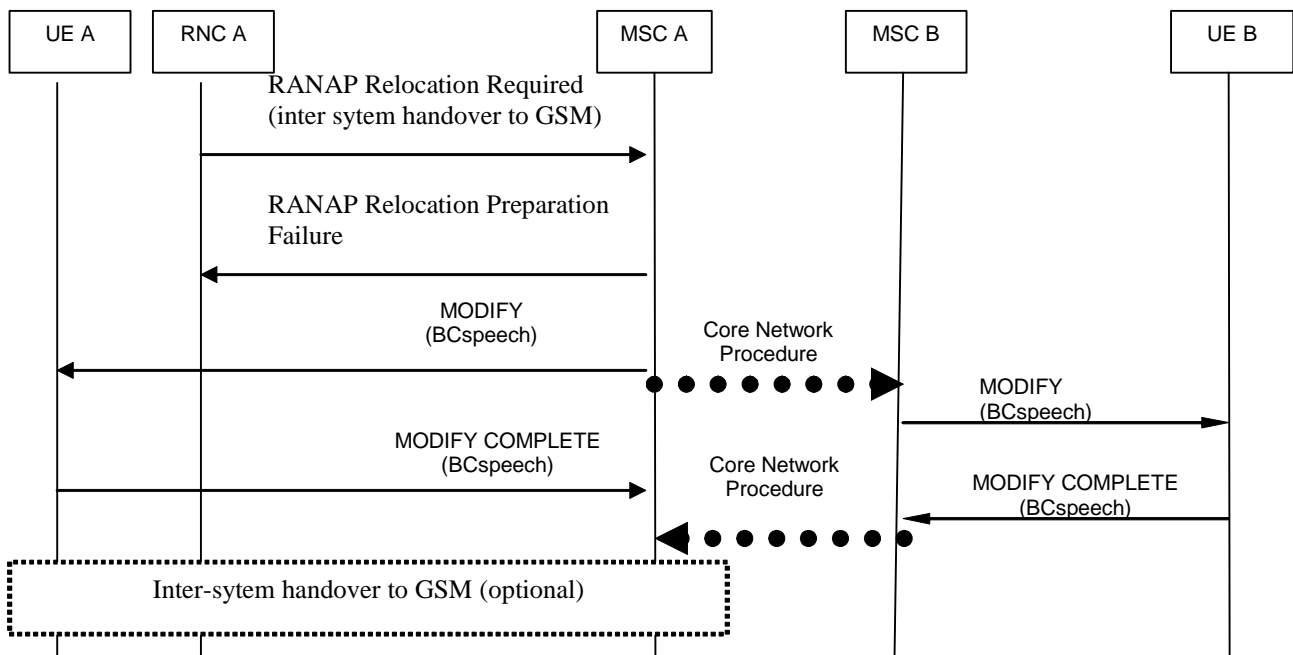 UE A
RNC A
MSC A
MSC B
UE B
RANAP Relocation Required
(inter sytem handover to GSM)
RANAP Relocation Preparation
Failure
MODIFY
(BCspeech)
Core Network
Procedure
MODIFY
(BCspeech)
MODIFY COMPLETE
(BCspeech)
Core Network
Procedure
MODIFY COMPLETE
(BCspeech)
Inter-sytem handover to GSM (optional)